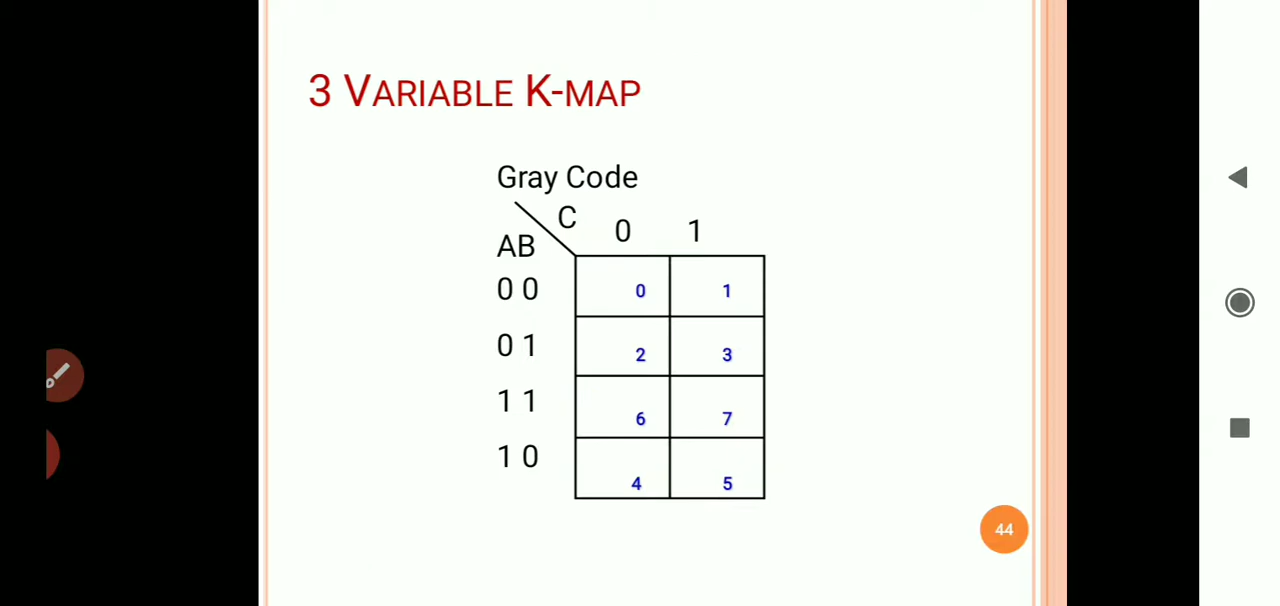 3 VARIABLE K-MAP
Gray Code
C 0 1
AB
0 0 0 1
0 1 2 3
1 1 6 7
1 0 4 5
44